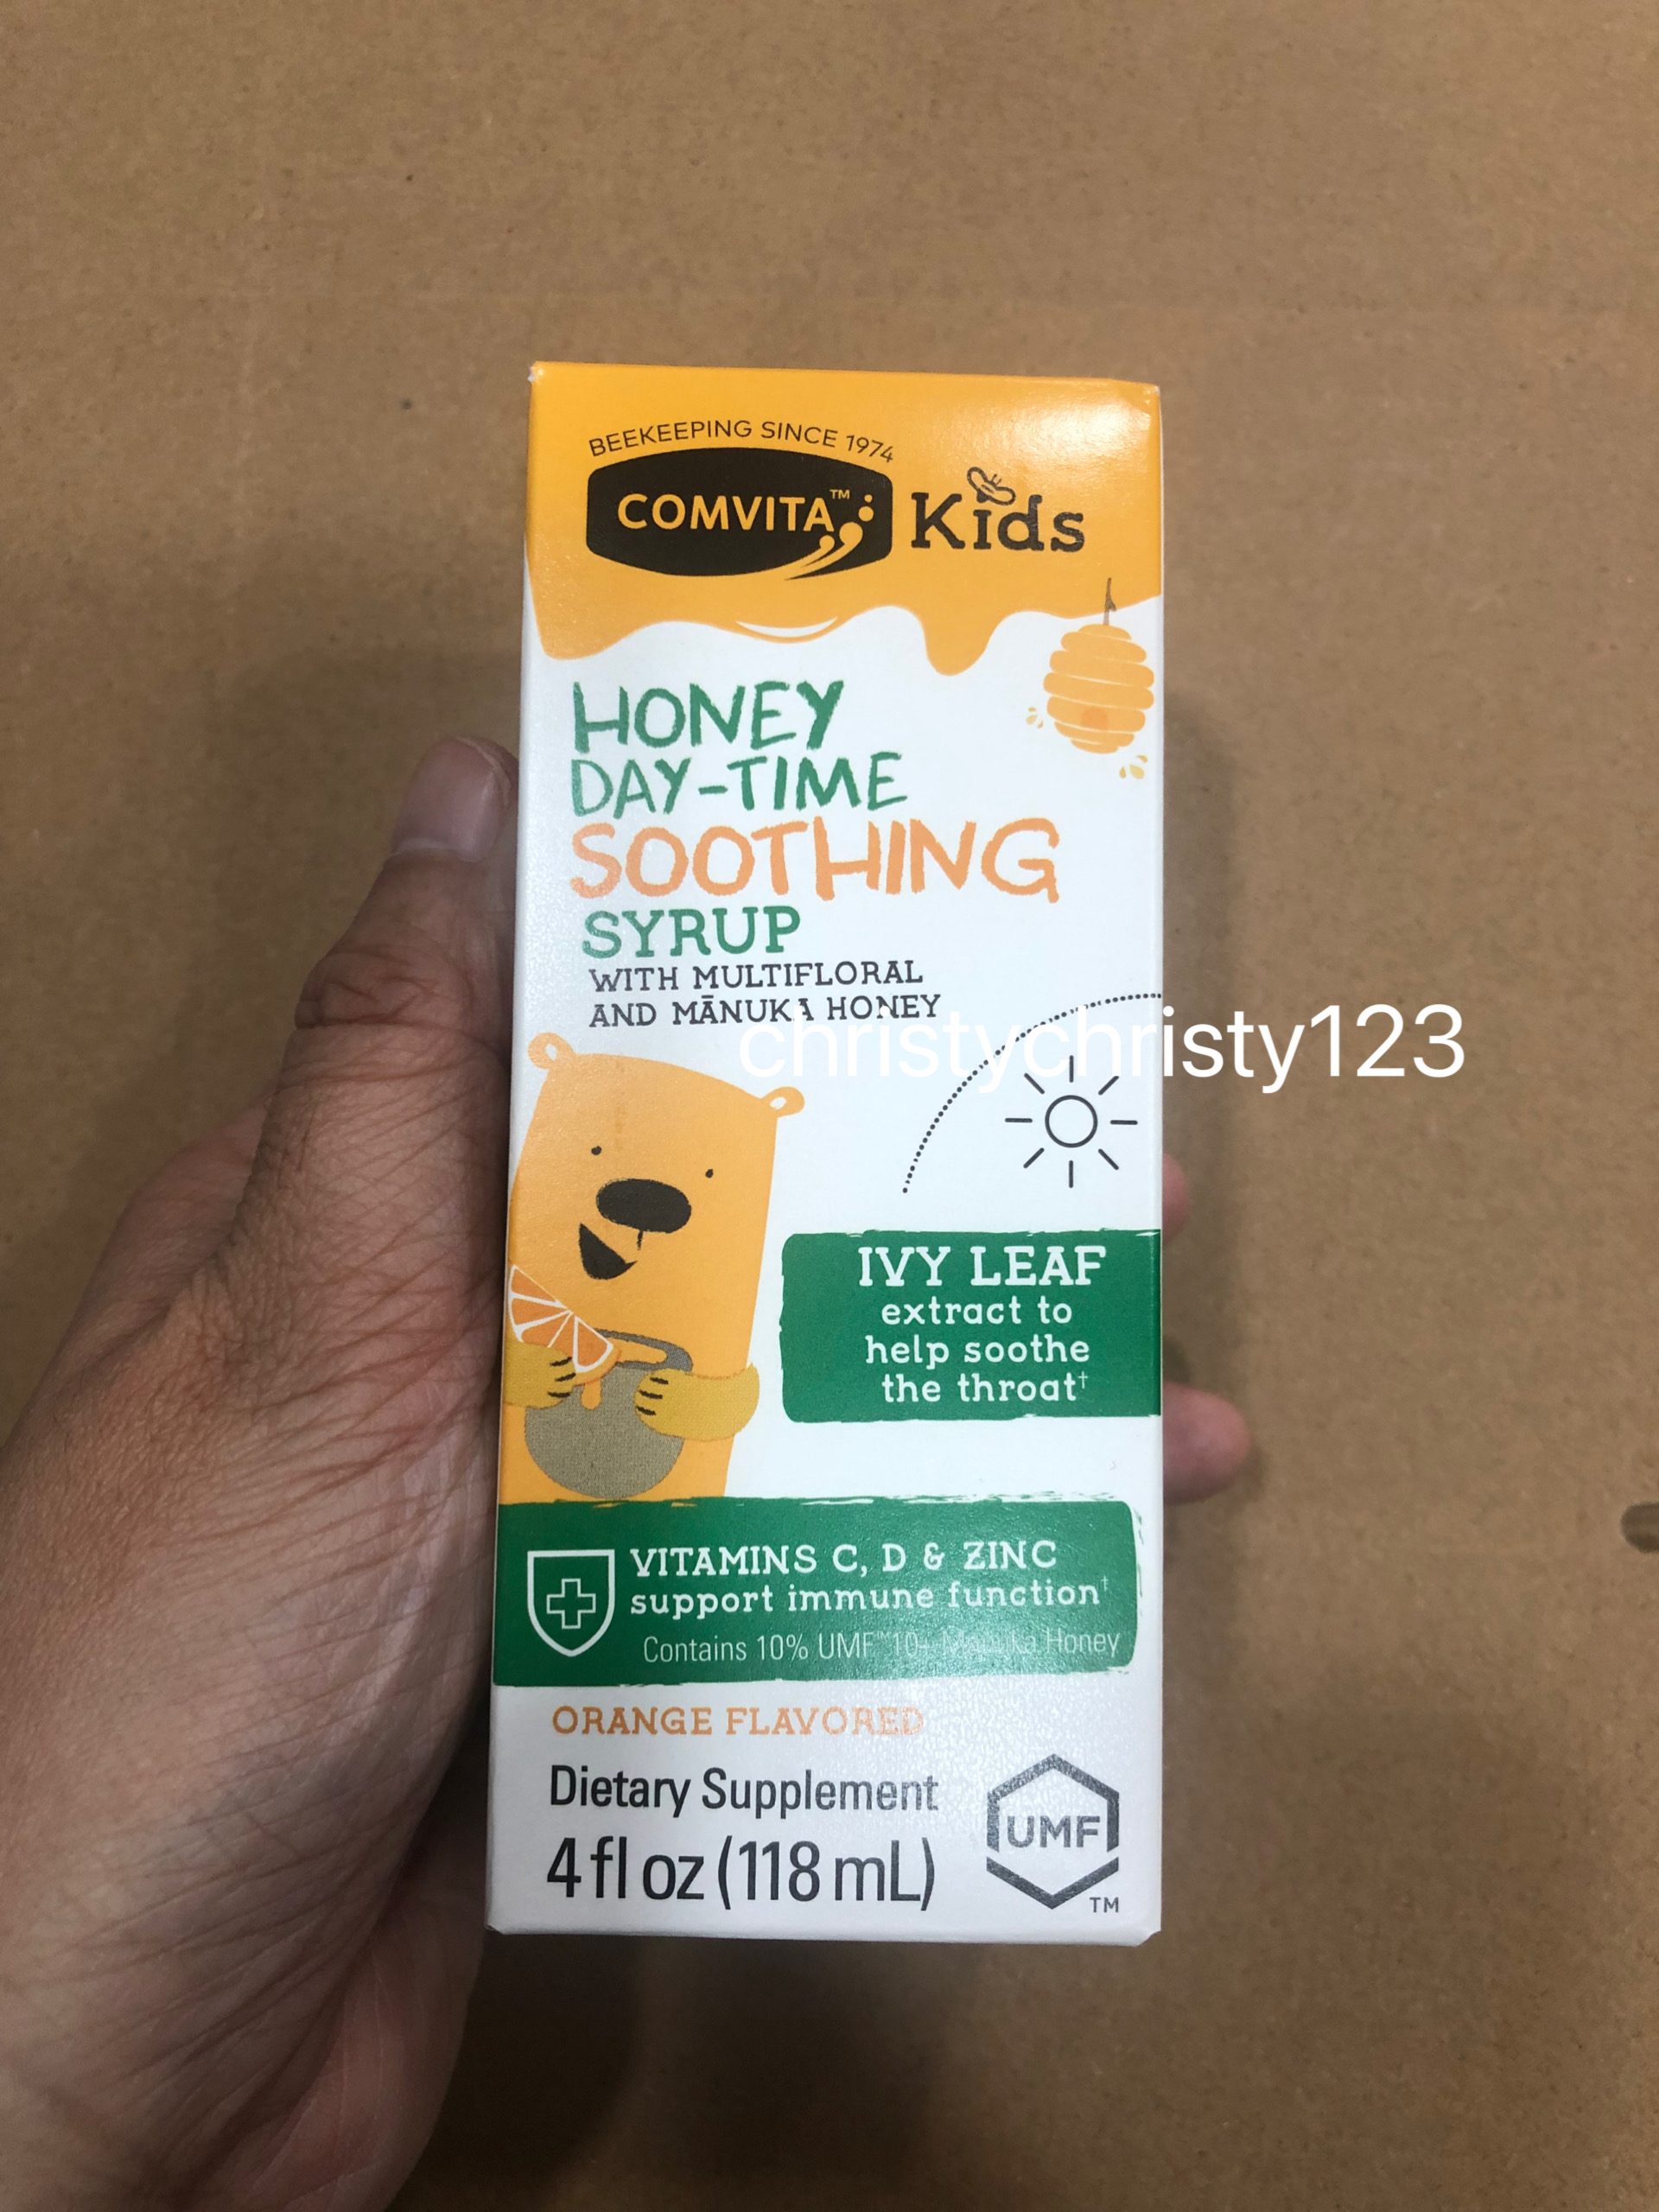 BEEKEEPING SINCE 1974
COMVITA™ Kids
HONEY
DAY-TIME
SOOTHING
SYRUP
WITH MULTIFLORAL
AND MĀNUKA HONEY
christychristy123
IVY LEAF
extract to
help soothe
the throat†
VITAMINS C, D & ZINC
support immune function†
Contains 10% UMF™10+ Manuka Honey
ORANGE FLAVORED
Dietary Supplement
4 fl oz (118 mL)
UMF
TM